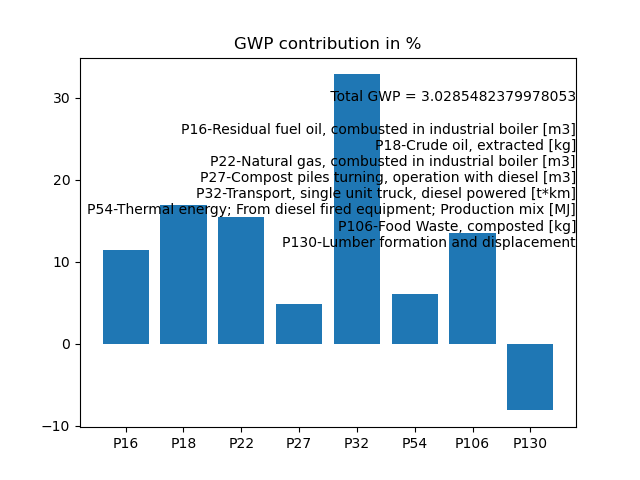 GWP contribution in %
Total GWP = 3.0285482379978053
P16-Residual fuel oil, combusted in industrial boiler [m3]
P18-Crude oil, extracted [kg]
P22-Natural gas, combusted in industrial boiler [m3]
P27-Compost piles turning, operation with diesel [m3]
P32-Transport, single unit truck, diesel powered [t*km]
P54-Thermal energy; From diesel fired equipment; Production mix [MJ]
P106-Food Waste, composted [kg]
P130-Lumber formation and displacement
30
20
10
0
−10
P16 P18 P22 P27 P32 P54 P106 P130